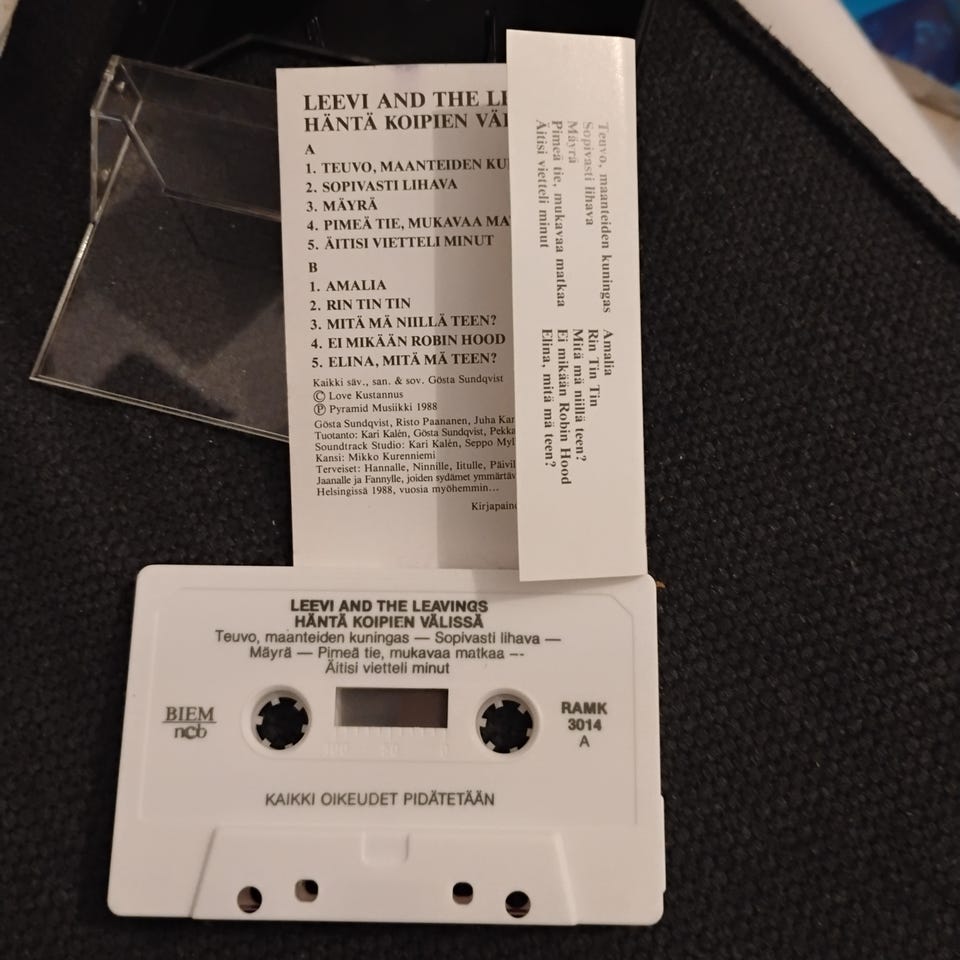 LEEVI AND THE LE
HÄNTÄ KOIPIEN VÄL
A
1. TEUVO, MAANTEIDEN KU
2. SOPIVASTI LIHAVA
3. MÄYRÄ
4. PIMEÄ TIE, MUKAVAA MA
5. ÄITISI VIETTELI MINUT
B
1. AMALIA
2. RIN TIN TIN
3. MITÄ MÄ NIILLÄ TEEN?
4. EI MIKÄÄN ROBIN HOOD
5. ELINA, MITÄ MÄ TEEN?
Kaikki säv., san. & sov. Gösta Sundqvist
© Love Kustannus
Ⓟ Pyramid Musiikki 1988
Gösta Sundqvist, Risto Paananen, Juha Kar
Tuotanto: Kari Kalén, Gösta Sundqvist, Pekka
Soundtrack Studio: Kari Kalén, Seppo Myl
Kansi: Mikko Kurenniemi
Terveiset: Hannalle, Ninnille, Iitulle, Päivil
Jaanalle ja Fannylle, joiden sydämet ymmärtäv
Helsingissä 1988, vuosia myöhemmin...
Kirjapain
Teuvo, maanteiden kuningas
Sopivasti lihava
Mäyrä
Pimeä tie, mukavaa matkaa
Äitisi vietteli minut
Amalia
Rin Tin Tin
Mitä mä niillä teen?
Ei mikään Robin Hood
Elina, mitä mä teen?
LEEVI AND THE LEAVINGS
HÄNTÄ KOIPIEN VÄLISSÄ
Teuvo, maanteiden kuningas — Sopivasti lihava —
Mäyrä — Pimeä tie, mukavaa matkaa —
Äitisi vietteli minut
BIEM
ncb
RAMK
3014
A
100 50 0
KAIKKI OIKEUDET PIDÄTETÄÄN